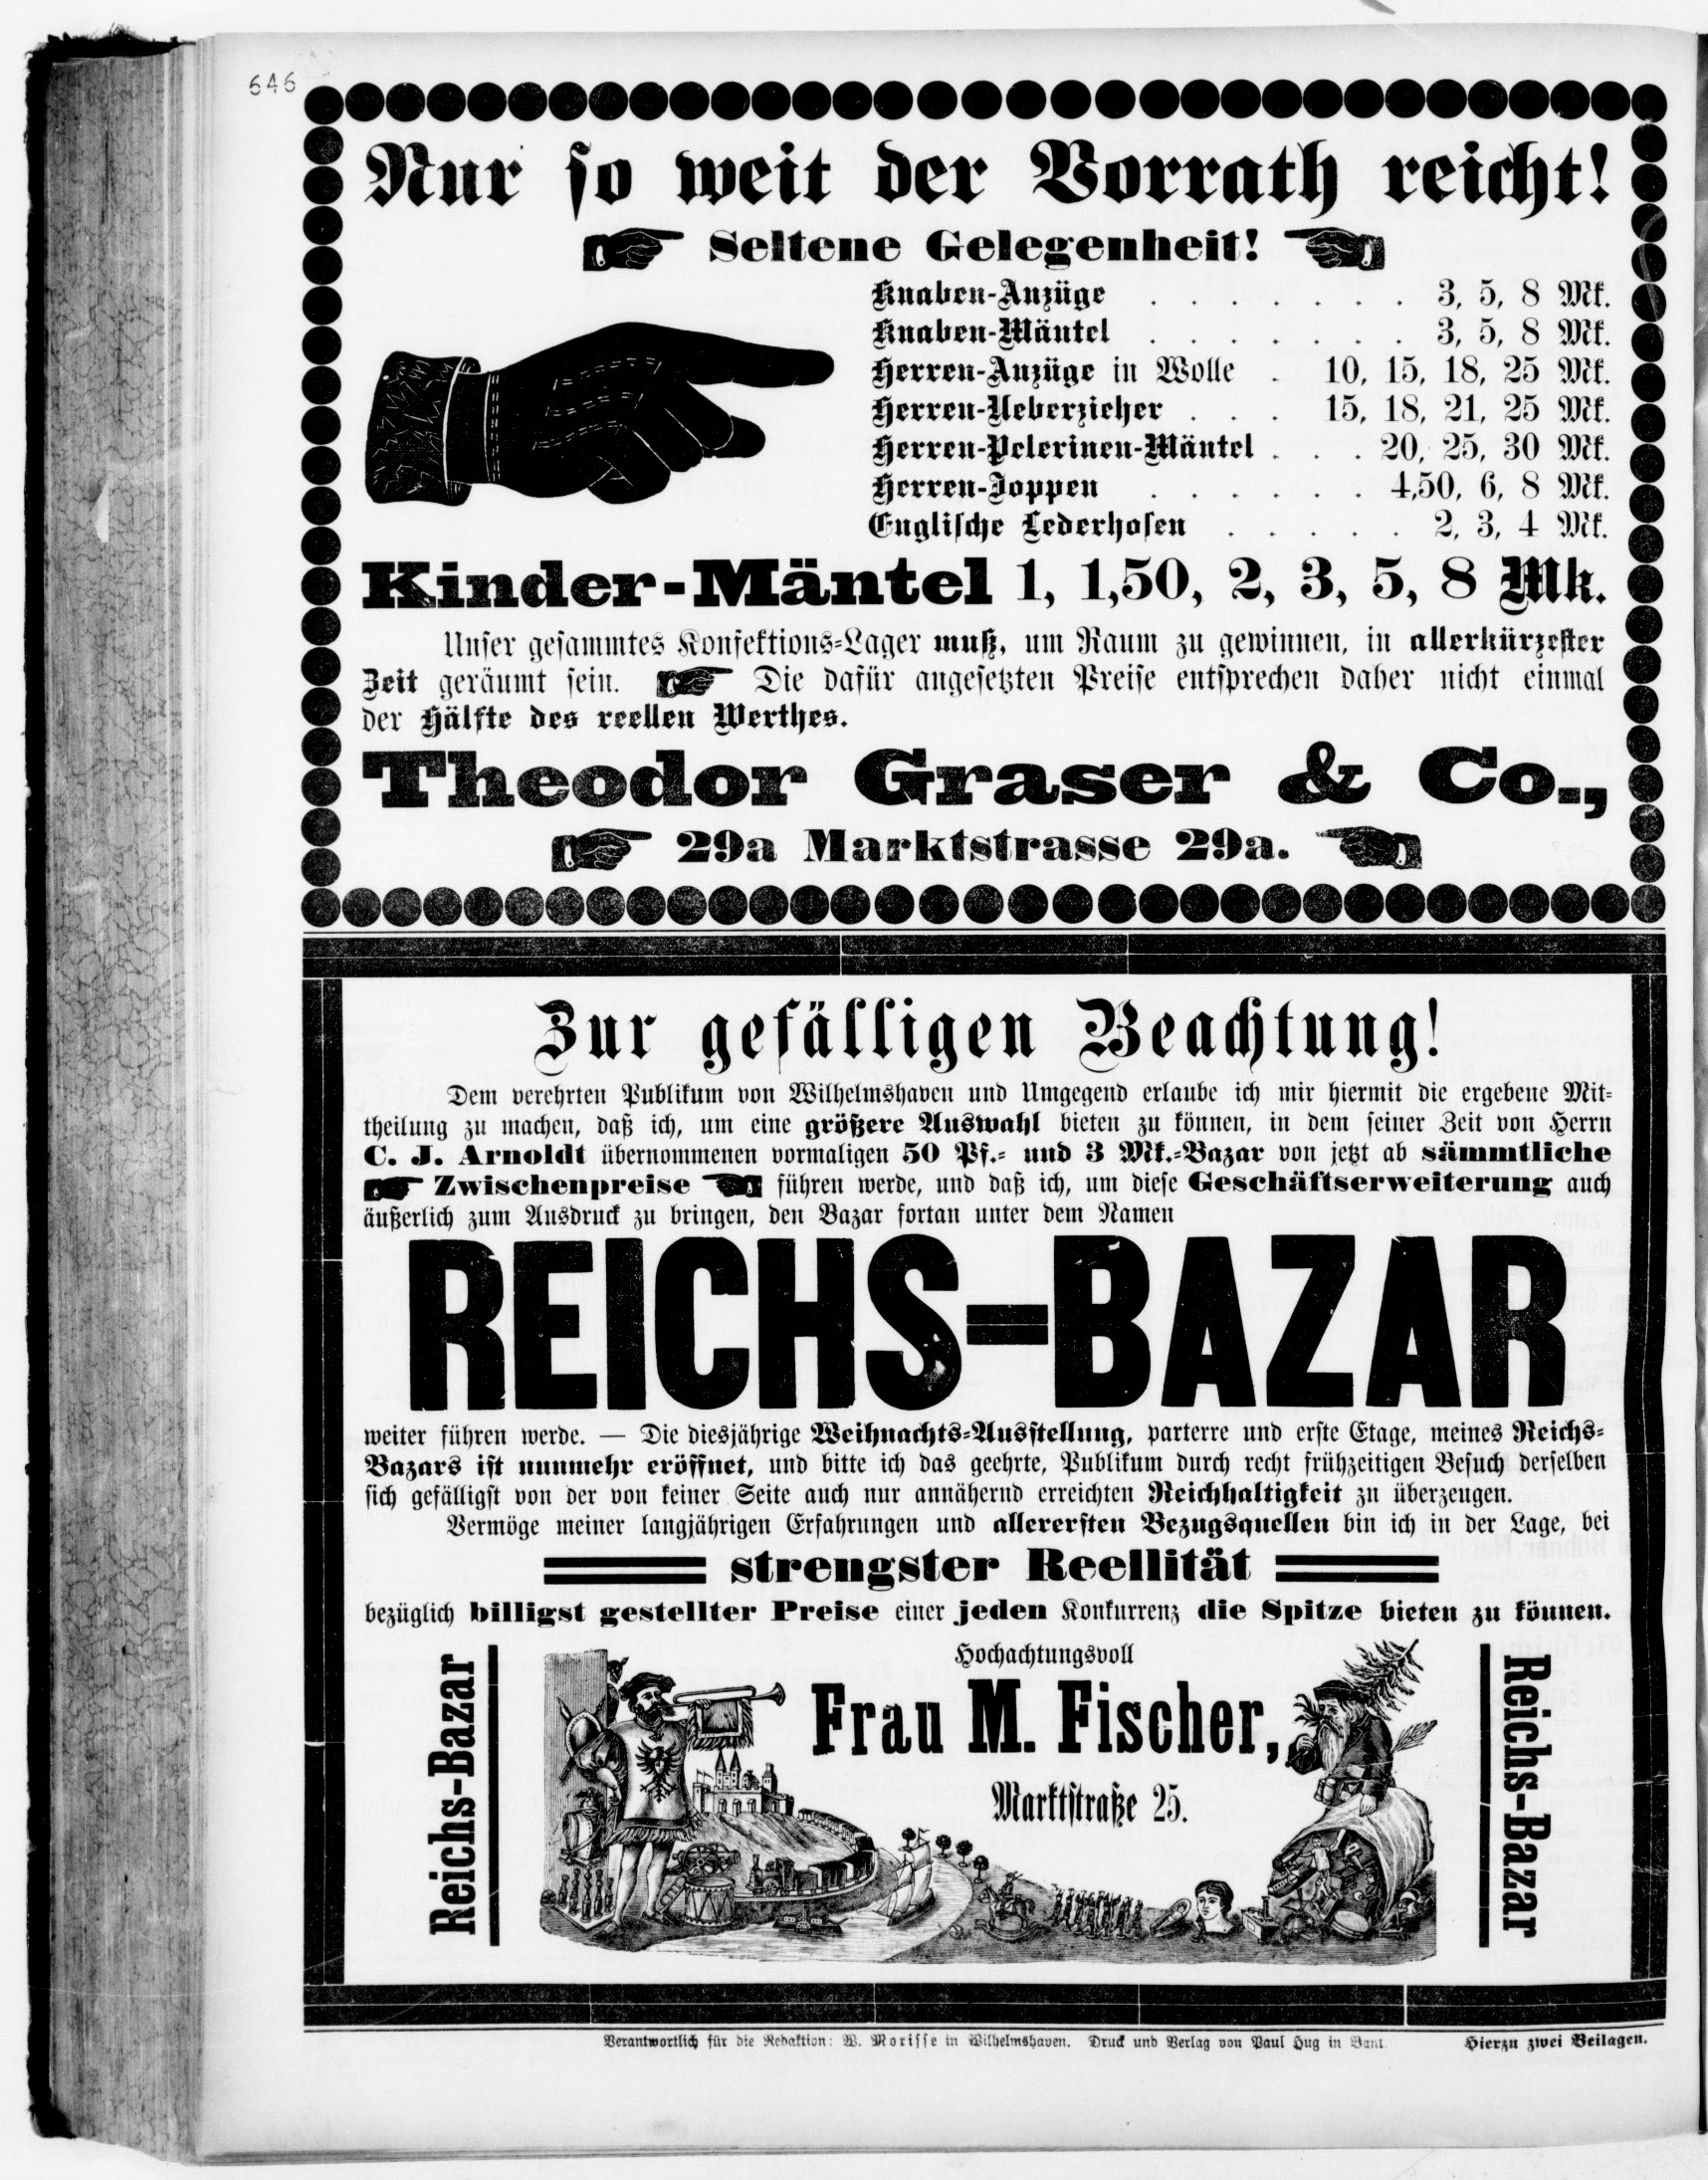 646
Nur so weit der Vorrath reicht!
Seltene Gelegenheit!
Knaben-Anzüge . . . . . . . 3, 5, 8 Mk.
Knaben-Mäntel . . . . . . . 3, 5, 8 Mk.
Herren-Anzüge in Wolle . 10, 15, 18, 25 Mk.
Herren-Ueberzieher . . . 15, 18, 21, 25 Mk.
Herren-Pelerinen-Mäntel . . . 20, 25, 30 Mk.
Herren-Joppen . . . . . . 4,50, 6, 8 Mk.
Englische Lederhosen . . . . . 2, 3, 4 Mk.
Kinder-Mäntel 1, 1,50, 2, 3, 5, 8 Mk.
Unser gesammtes Konfektions-Lager muß, um Raum zu gewinnen, in allerkürzester
Zeit geräumt sein. Die dafür angesetzten Preise entsprechen daher nicht einmal
der Hälfte des reellen Werthes.
Theodor Graser & Co.,
29a Marktstrasse 29a.
Zur gefälligen Beachtung!
Dem verehrten Publikum von Wilhelmshaven und Umgegend erlaube ich mir hiermit die ergebene Mit-
theilung zu machen, daß ich, um eine größere Auswahl bieten zu können, in dem seiner Zeit von Herrn
C. J. Arnoldt übernommenen vormaligen 50 Pf.- und 3 Mk.-Bazar von jetzt ab sämmtliche
Zwischenpreise führen werde, und daß ich, um diese Geschäftserweiterung auch
äußerlich zum Ausdruck zu bringen, den Bazar fortan unter dem Namen
REICHS-BAZAR
weiter führen werde. — Die diesjährige Weihnachts-Ausstellung, parterre und erste Etage, meines Reichs-
Bazars ist nunmehr eröffnet, und bitte ich das geehrte, Publikum durch recht frühzeitigen Besuch derselben
sich gefälligst von der von keiner Seite auch nur annähernd erreichten Reichhaltigkeit zu überzeugen.
Vermöge meiner langjährigen Erfahrungen und allerersten Bezugsquellen bin ich in der Lage, bei
strengster Reellität
bezüglich billigst gestellter Preise einer jeden Konkurrenz die Spitze bieten zu können.
Hochachtungsvoll
Frau M. Fischer,
Marktstraße 25.
Reichs-Bazar
Reichs-Bazar
Verantwortlich für die Redaktion: W. Morisse in Wilhelmshaven. Druck und Verlag von Paul Hug in Bant. Hierzu zwei Beilagen.